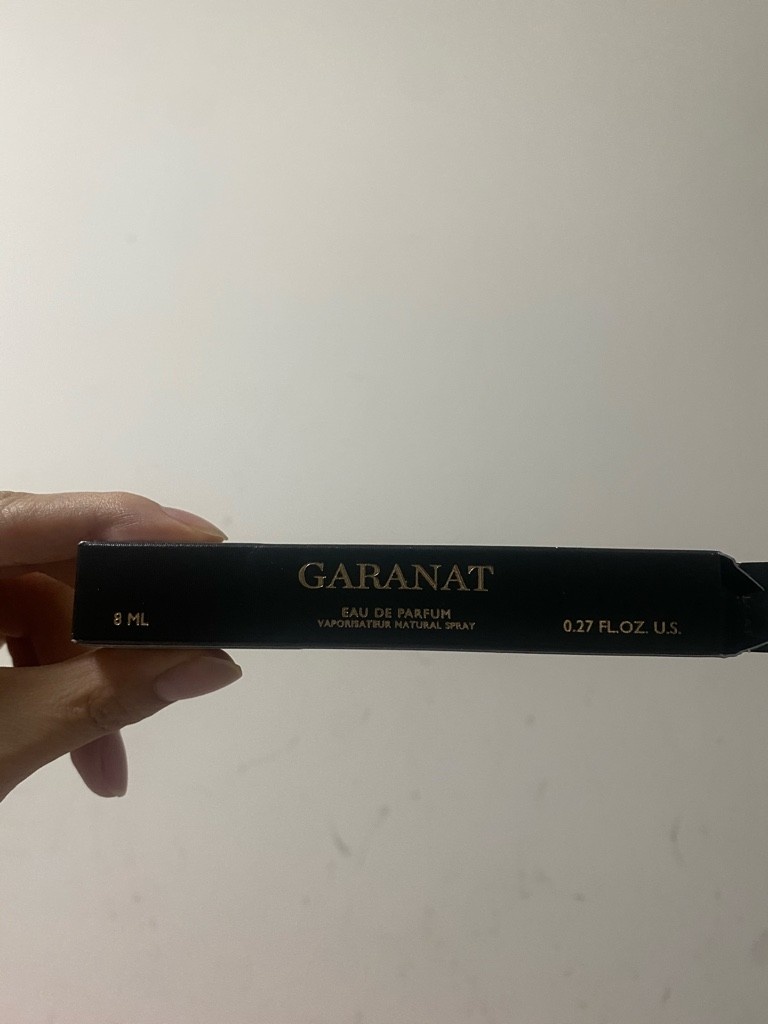 GARANAT
EAU DE PARFUM
VAPORISATEUR NATURAL SPRAY
8 ML
0.27 FL.OZ. U.S.